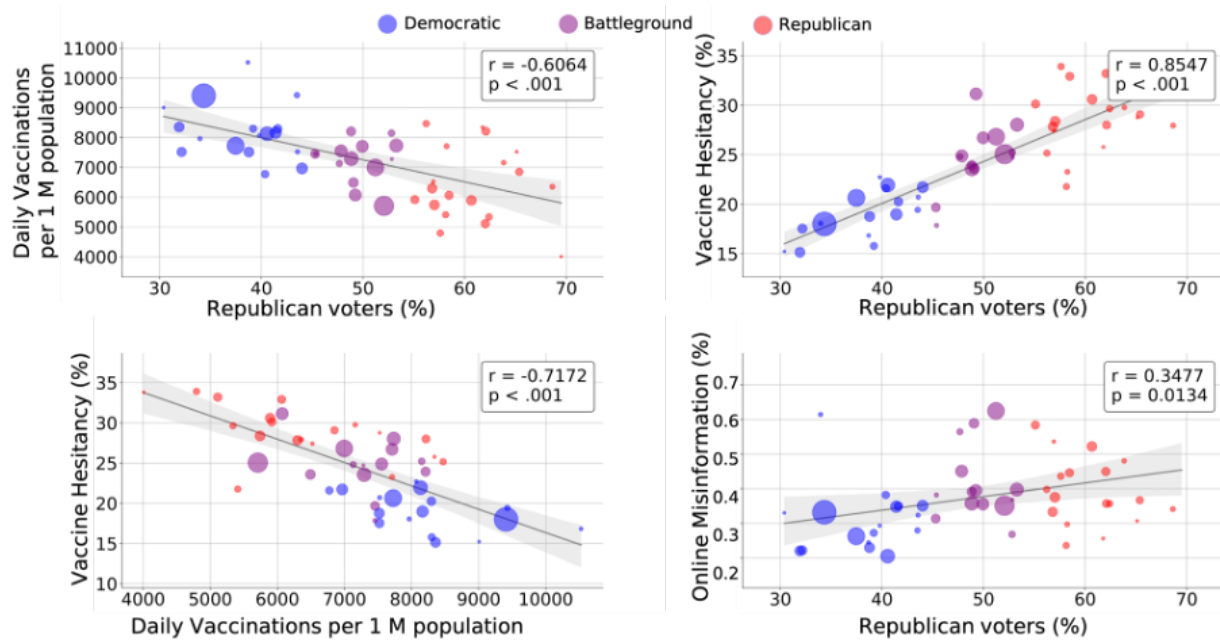 Democratic Battleground Republican
Daily Vaccinations
per 1 M population
11000
10000
9000
8000
7000
6000
5000
4000
r = -0.6064
p < .001
30 40 50 60 70
Republican voters (%)
Vaccine Hesitancy (%)
35
30
25
20
15
r = 0.8547
p < .001
30 40 50 60 70
Republican voters (%)
Vaccine Hesitancy (%)
35
30
25
20
15
10
r = -0.7172
p < .001
4000 5000 6000 7000 8000 9000 10000
Daily Vaccinations per 1 M population
Online Misinformation (%)
0.7
0.6
0.5
0.4
0.3
0.2
r = 0.3477
p = 0.0134
30 40 50 60 70
Republican voters (%)